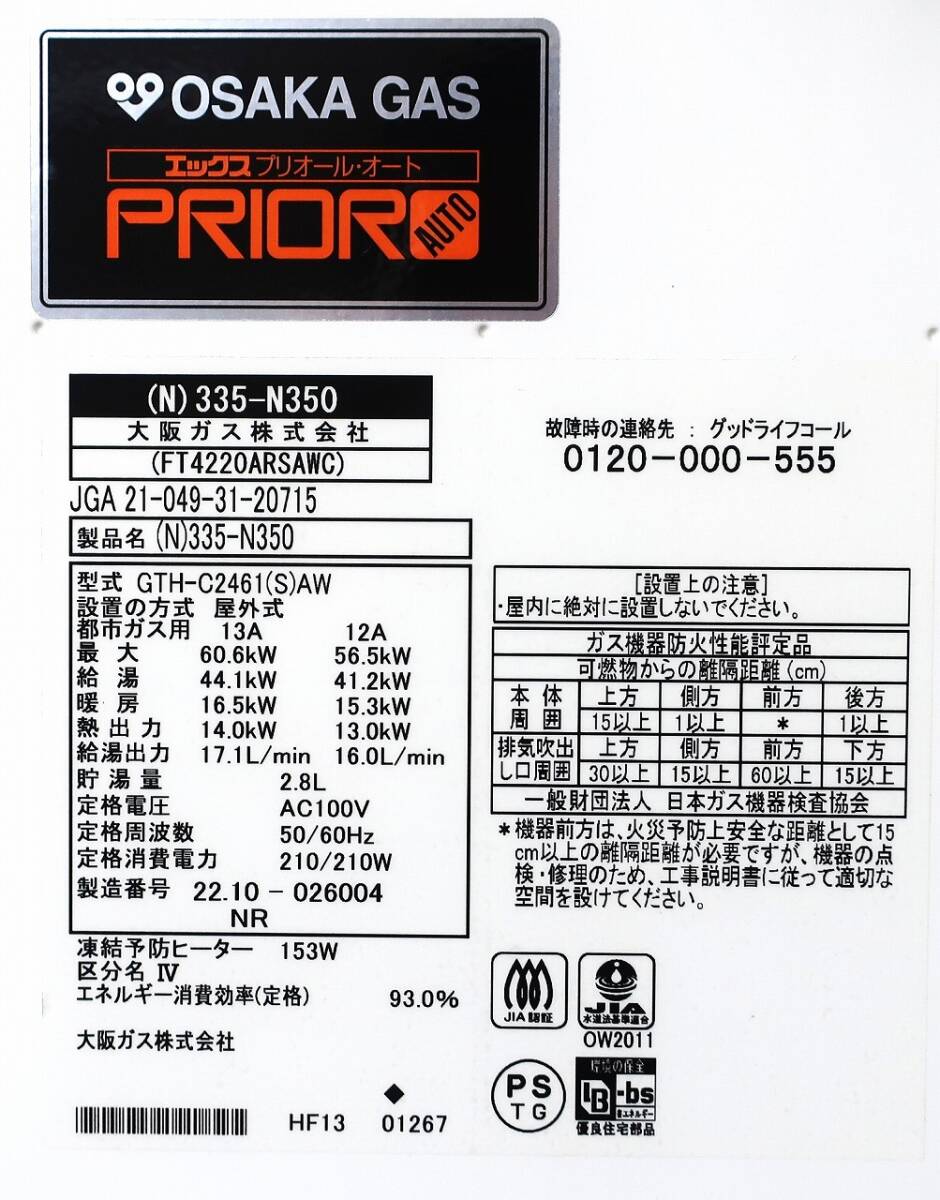 OSAKA GAS
エックスプリオール・オート
PRIOR AUTO
(N)335-N350
大阪ガス株式会社
(FT4220ARSAWC)
JGA 21-049-31-20715
製品名 (N)335-N350
型式 GTH-C2461(S)AW
設置の方式 屋外式
都市ガス用 13A 12A
最大 60.6kW 56.5kW
給湯 44.1kW 41.2kW
暖房 16.5kW 15.3kW
熱出力 14.0kW 13.0kW
給湯出力 17.1L/min 16.0L/min
貯湯量 2.8L
定格電圧 AC100V
定格周波数 50/60Hz
定格消費電力 210/210W
製造番号 22.10 - 026004
NR
凍結予防ヒーター 153W
区分名 Ⅳ
エネルギー消費効率(定格) 93.0%
大阪ガス株式会社
HF13 ◆ 01267
故障時の連絡先 : グッドライフコール
0120-000-555
[設置上の注意]
・屋内に絶対に設置しないでください。
ガス機器防火性能評定品
可燃物からの離隔距離(cm)
本体周囲 上方 側方 前方 後方
15以上 1以上 * 1以上
排気吹出し口周囲 上方 側方 前方 下方
30以上 15以上 60以上 15以上
一般財団法人 日本ガス機器検査協会
*機器前方は、火災予防上安全な距離として15
cm以上の離隔距離が必要ですが、機器の点
検・修理のため、工事説明書に従って適切な
空間を設けてください。
JIA認証
JIA
水道法基準適合
OW2011
PS
TG
環境の保全
BL-bs
省エネルギー
優良住宅部品